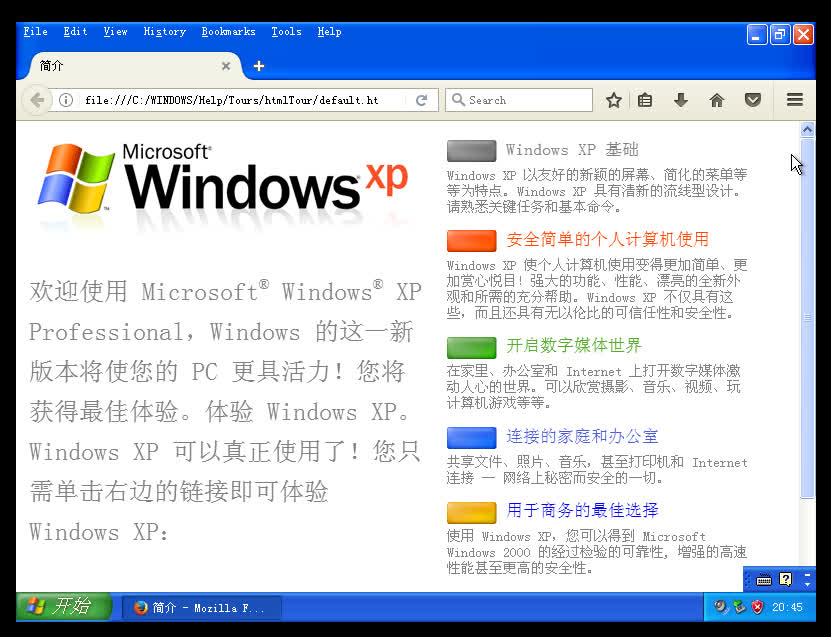 File Edit View History Bookmarks Tools Help
简介
file:///C:/WINDOWS/Help/Tours/htmlTour/default.ht
Search
Microsoft®
Windows xp
™
欢迎使用 Microsoft® Windows® XP
Professional，Windows 的这一新
版本将使您的 PC 更具活力！您将
获得最佳体验。体验 Windows XP。
Windows XP 可以真正使用了！您只
需单击右边的链接即可体验
Windows XP：
Windows XP 基础
Windows XP 以友好的新颖的屏幕、简化的菜单等
等为特点。Windows XP 具有清新的流线型设计。
请熟悉关键任务和基本命令。
安全简单的个人计算机使用
Windows XP 使个人计算机使用变得更加简单、更
加赏心悦目！强大的功能、性能、漂亮的全新外
观和所需的充分帮助。Windows XP 不仅具有这
些，而且还具有无以伦比的可信任性和安全性。
开启数字媒体世界
在家里、办公室和 Internet 上打开数字媒体激
动人心的世界。可以欣赏摄影、音乐、视频、玩
计算机游戏等等。
连接的家庭和办公室
共享文件、照片、音乐，甚至打印机和 Internet
连接 — 网络上秘密而安全的一切。
用于商务的最佳选择
使用 Windows XP，您可以得到 Microsoft
Windows 2000 的经过检验的可靠性, 增强的高速
性能甚至更高的安全性。
开始
简介 - Mozilla F...
20:45